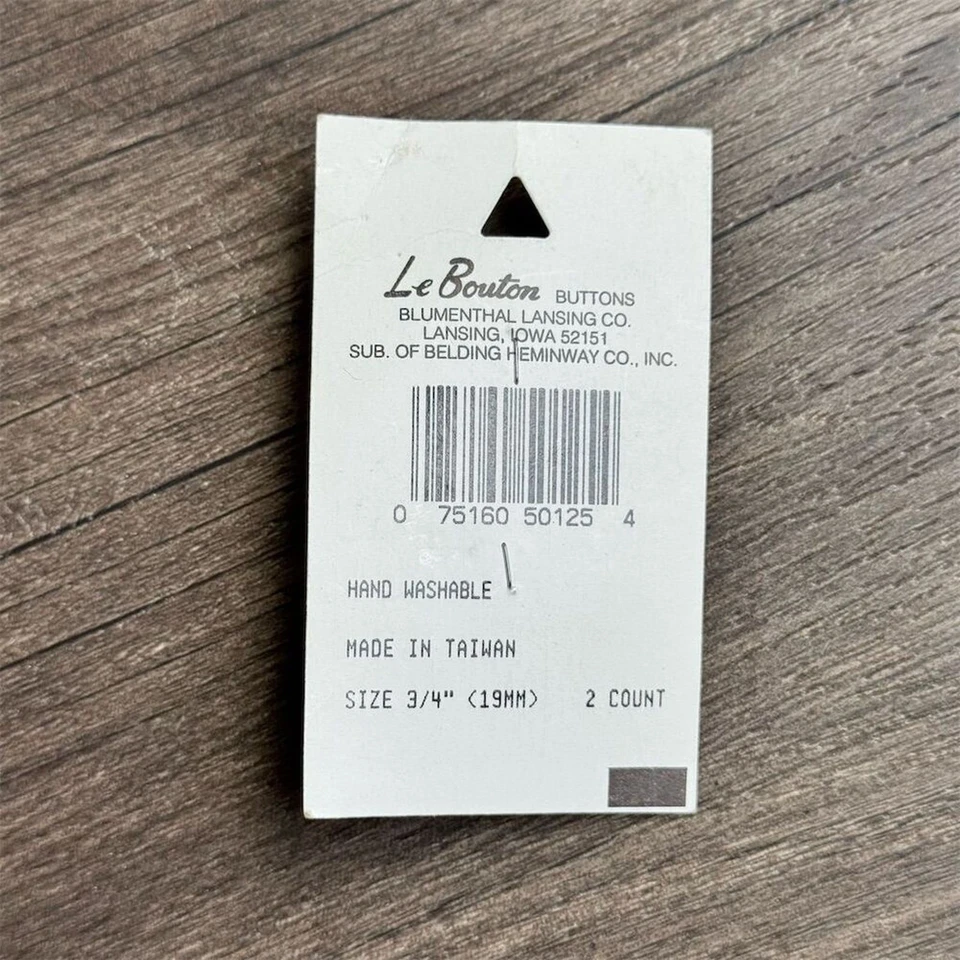 Le Bouton BUTTONS
BLUMENTHAL LANSING CO.
LANSING, IOWA 52151
SUB. OF BELDING HEMINWAY CO., INC.
0 75160 50125 4
HAND WASHABLE
MADE IN TAIWAN
SIZE 3/4" (19MM) 2 COUNT